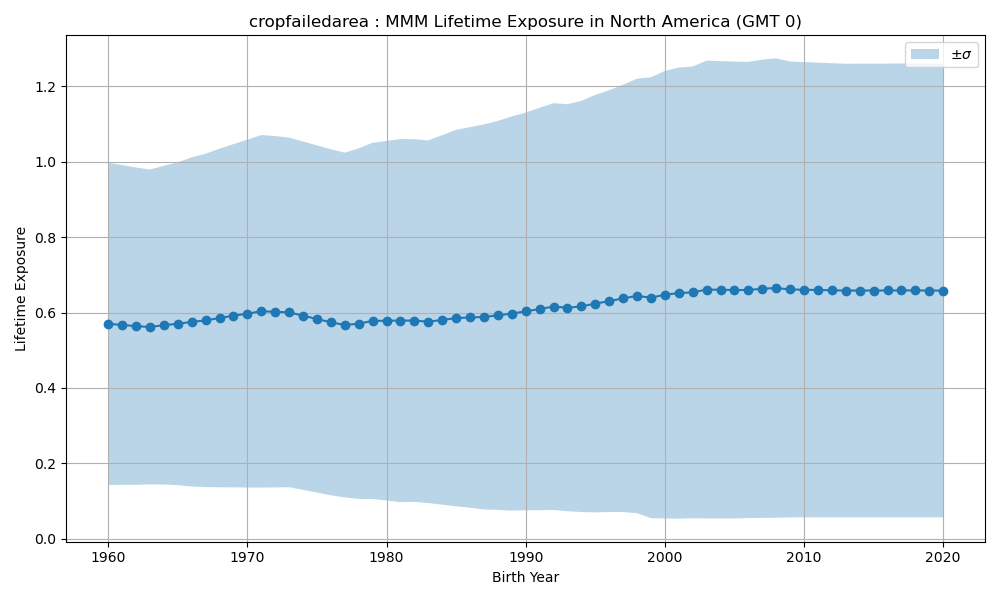 cropfailedarea : MMM Lifetime Exposure in North America (GMT 0)
±σ
Lifetime Exposure
1.2
1.0
0.8
0.6
0.4
0.2
0.0
1960 1970 1980 1990 2000 2010 2020
Birth Year